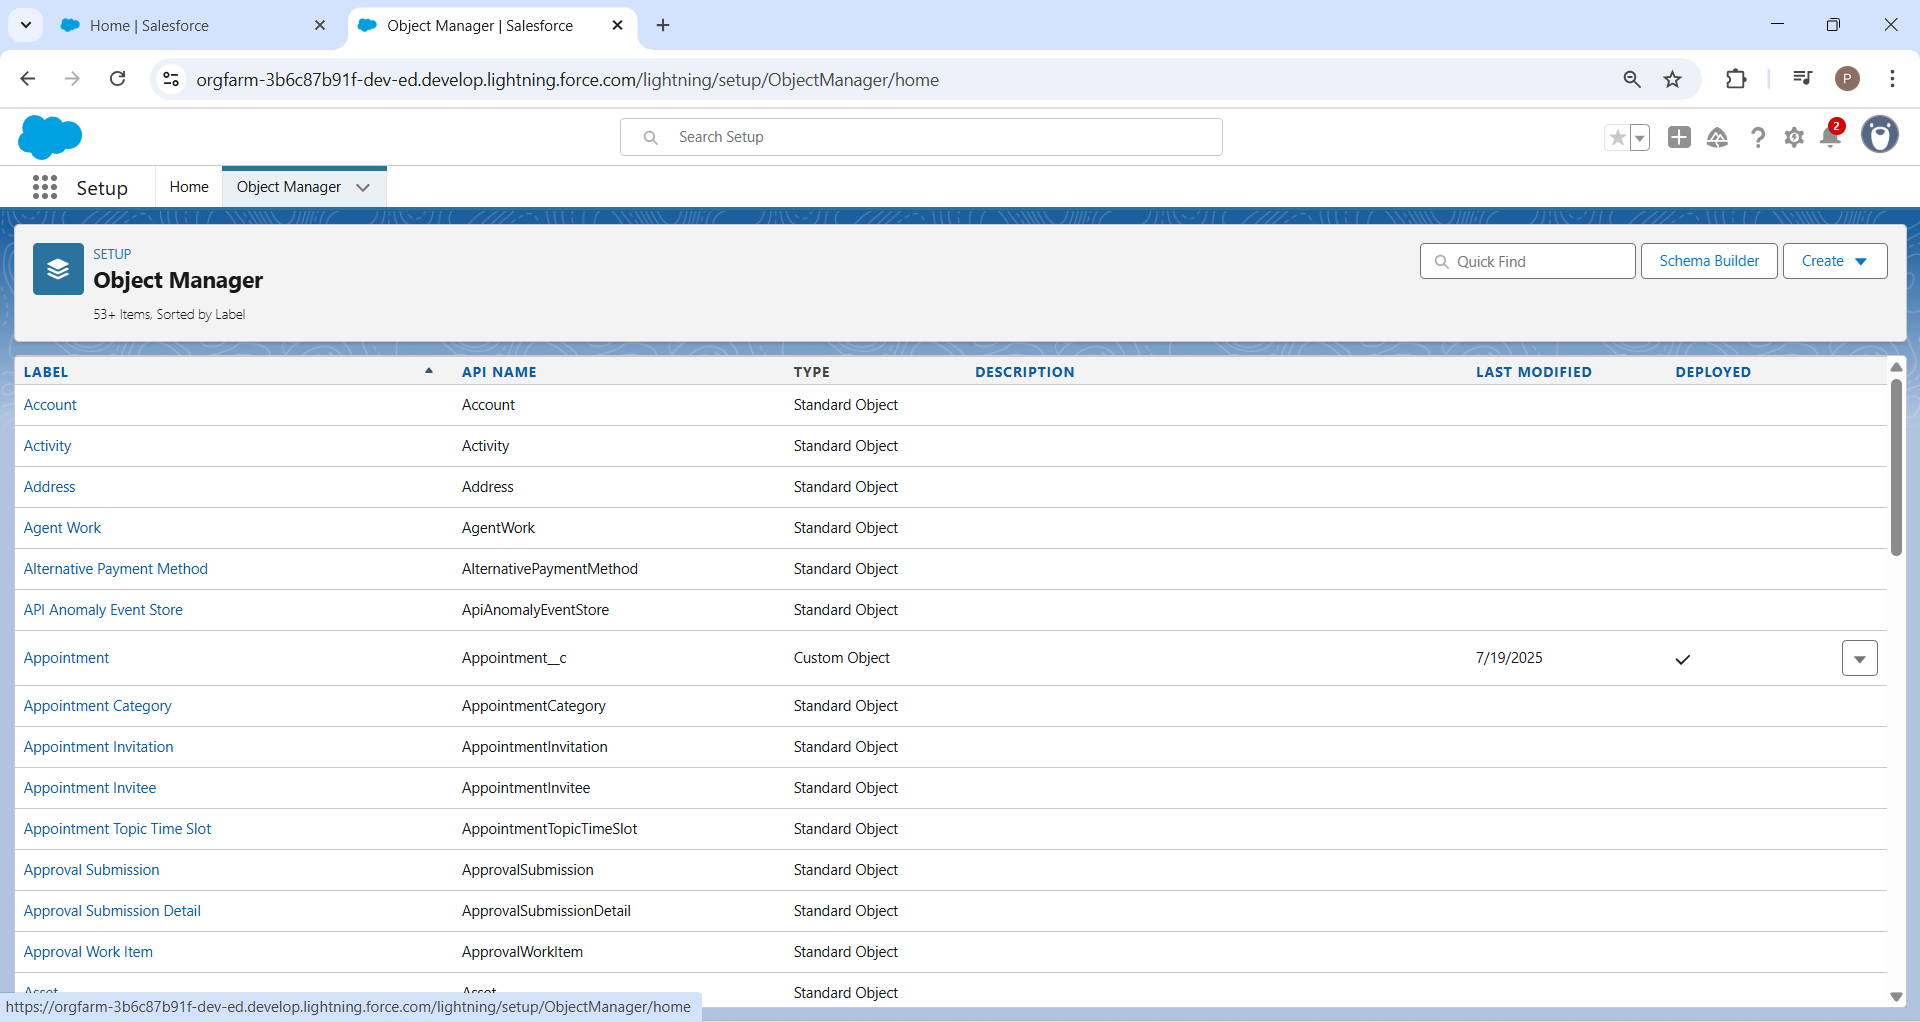 Home | Salesforce
Object Manager | Salesforce
orgfarm-3b6c87b91f-dev-ed.develop.lightning.force.com/lightning/setup/ObjectManager/home
P
Search Setup
2
Setup
Home
Object Manager
SETUP
Object Manager
53+ Items, Sorted by Label
Quick Find
Schema Builder
Create
LABEL API NAME TYPE DESCRIPTION LAST MODIFIED DEPLOYED
Account Account Standard Object
Activity Activity Standard Object
Address Address Standard Object
Agent Work AgentWork Standard Object
Alternative Payment Method AlternativePaymentMethod Standard Object
API Anomaly Event Store ApiAnomalyEventStore Standard Object
Appointment Appointment__c Custom Object 7/19/2025
Appointment Category AppointmentCategory Standard Object
Appointment Invitation AppointmentInvitation Standard Object
Appointment Invitee AppointmentInvitee Standard Object
Appointment Topic Time Slot AppointmentTopicTimeSlot Standard Object
Approval Submission ApprovalSubmission Standard Object
Approval Submission Detail ApprovalSubmissionDetail Standard Object
Approval Work Item ApprovalWorkItem Standard Object
Asset Asset Standard Object
https://orgfarm-3b6c87b91f-dev-ed.develop.lightning.force.com/lightning/setup/ObjectManager/home